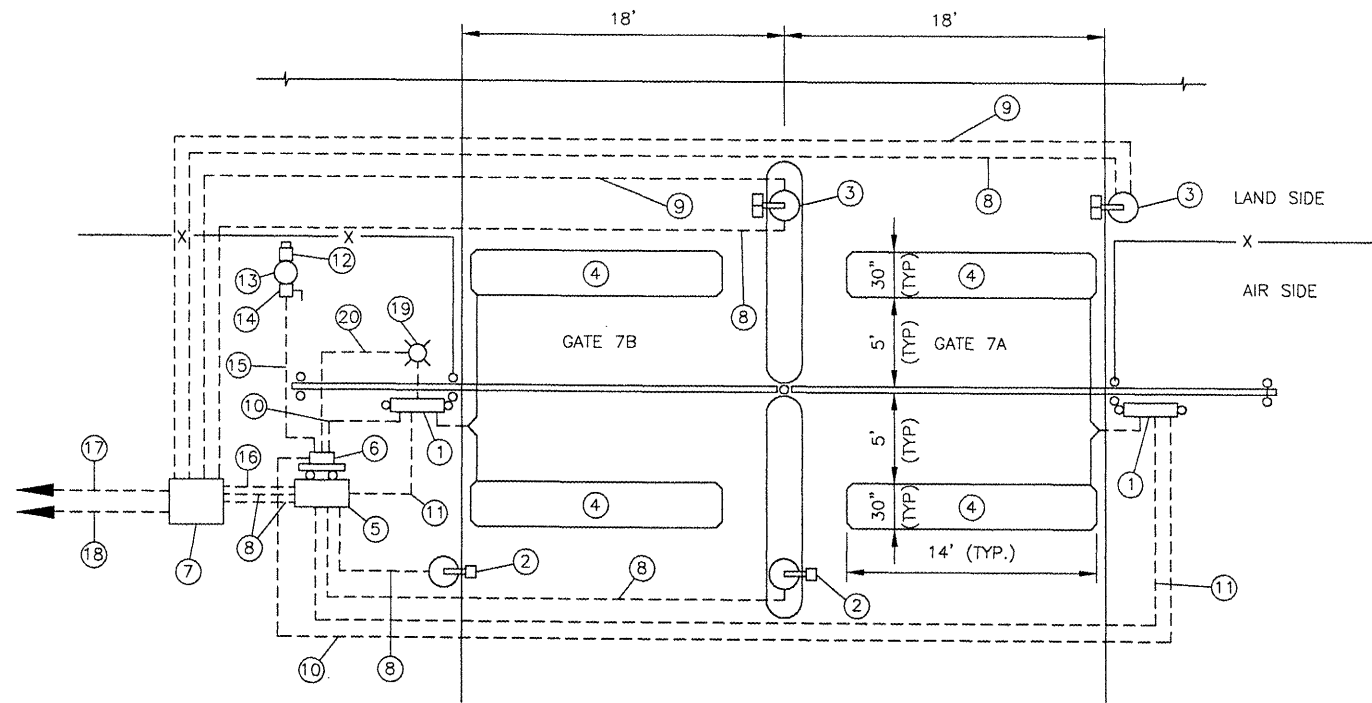 18' 18'
9
8
9 3 3 LAND SIDE
X X 12 8 X
13 4 30" (TYP) 4 AIR SIDE
14 20 19 8
15 GATE 7B 5' (TYP) GATE 7A
10
1 5' (TYP) 1
17 16 6
4 30" (TYP) 4
18 8 5 11
7 8 2 8 2 14' (TYP.) 11
10 8